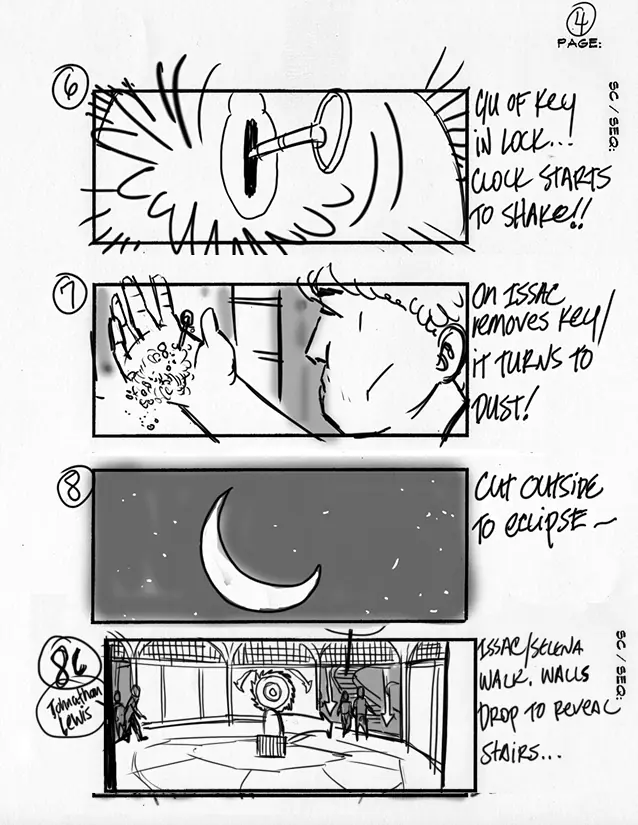 4
PAGE:
SC / SEQ:
6
C/U OF KEY
IN LOCK...
CLOCK STARTS
TO SHAKE!!
7
ON ISSAC
REMOVES KEY/
IT TURNS TO
DUST!
8
CUT OUTSIDE
TO ECLIPSE ~
SC / SEQ:
Johnathan
Lewis
ISSAC/SELENA
WALK. WALLS
DROP TO REVEAL
STAIRS...